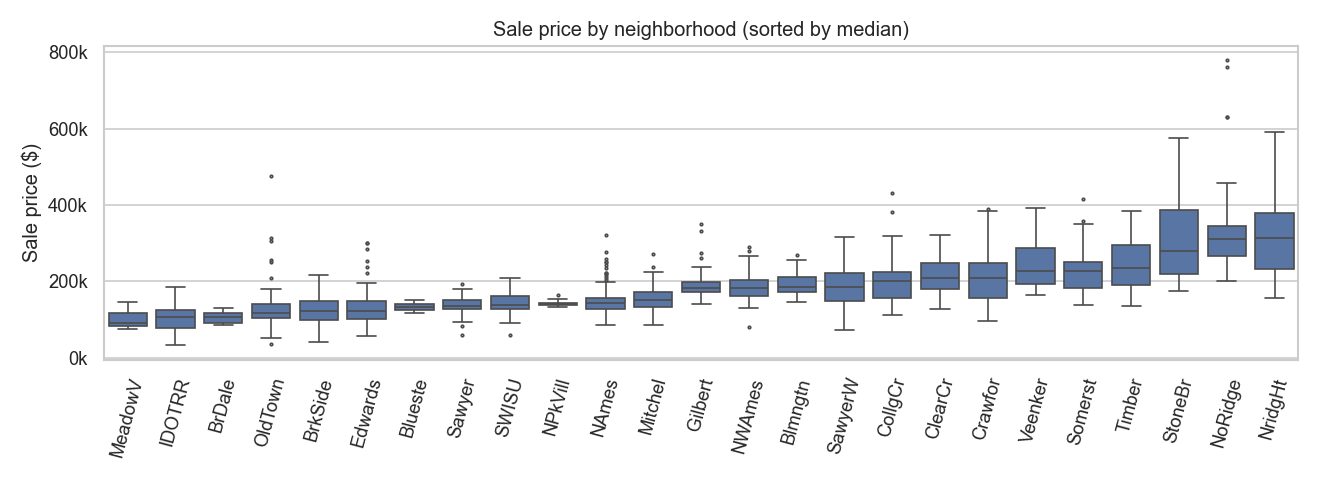 Sale price by neighborhood (sorted by median)
Sale price ($)
800k
600k
400k
200k
0k
MeadowV
IDOTRR
BrDale
OldTown
BrkSide
Edwards
Blueste
Sawyer
SWISU
NPkVill
NAmes
Mitchel
Gilbert
NWAmes
Blmngtn
SawyerW
CollgCr
ClearCr
Crawfor
Veenker
Somerst
Timber
StoneBr
NoRidge
NridgHt